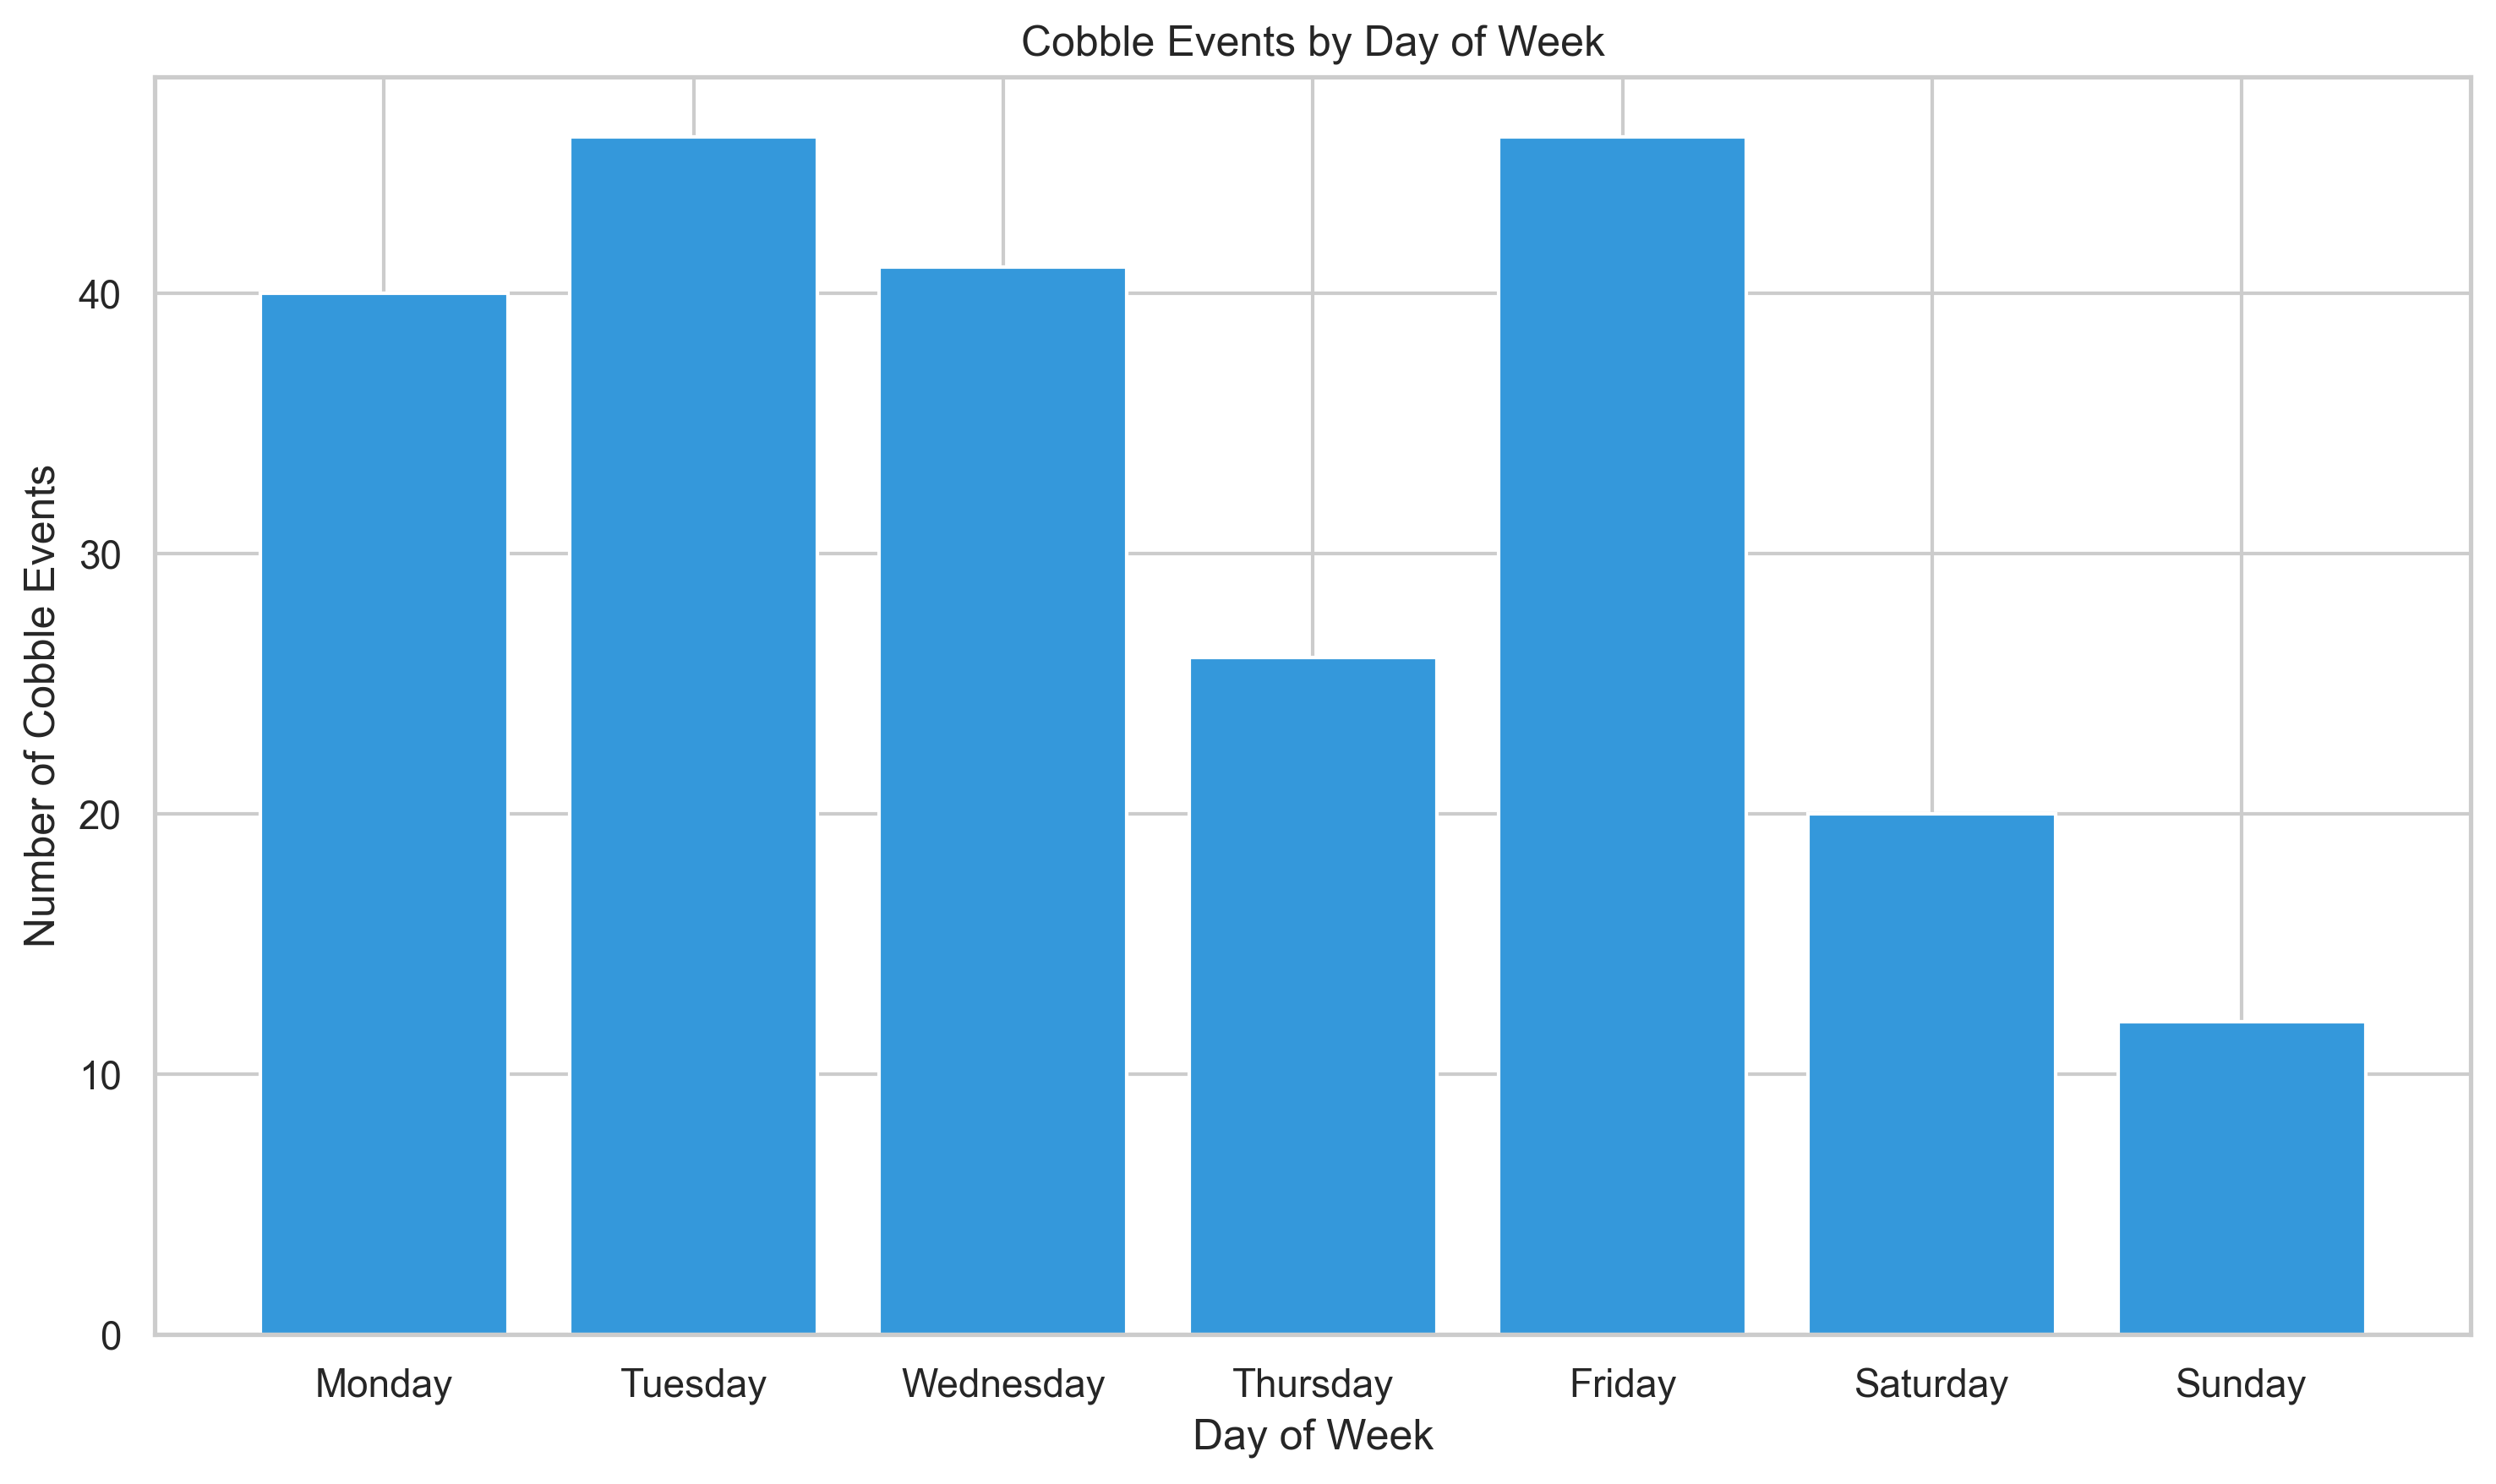 Cobble Events by Day of Week
Number of Cobble Events
40
30
20
10
0
Monday Tuesday Wednesday Thursday Friday Saturday Sunday
Day of Week